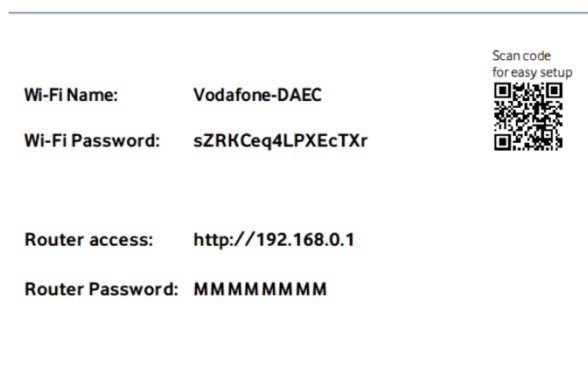 Scan code
for easy setup
Wi-Fi Name: Vodafone-DAEC
Wi-Fi Password: sZRKCeq4LPXEcTXr
Router access: http://192.168.0.1
Router Password: MMMMMMMM